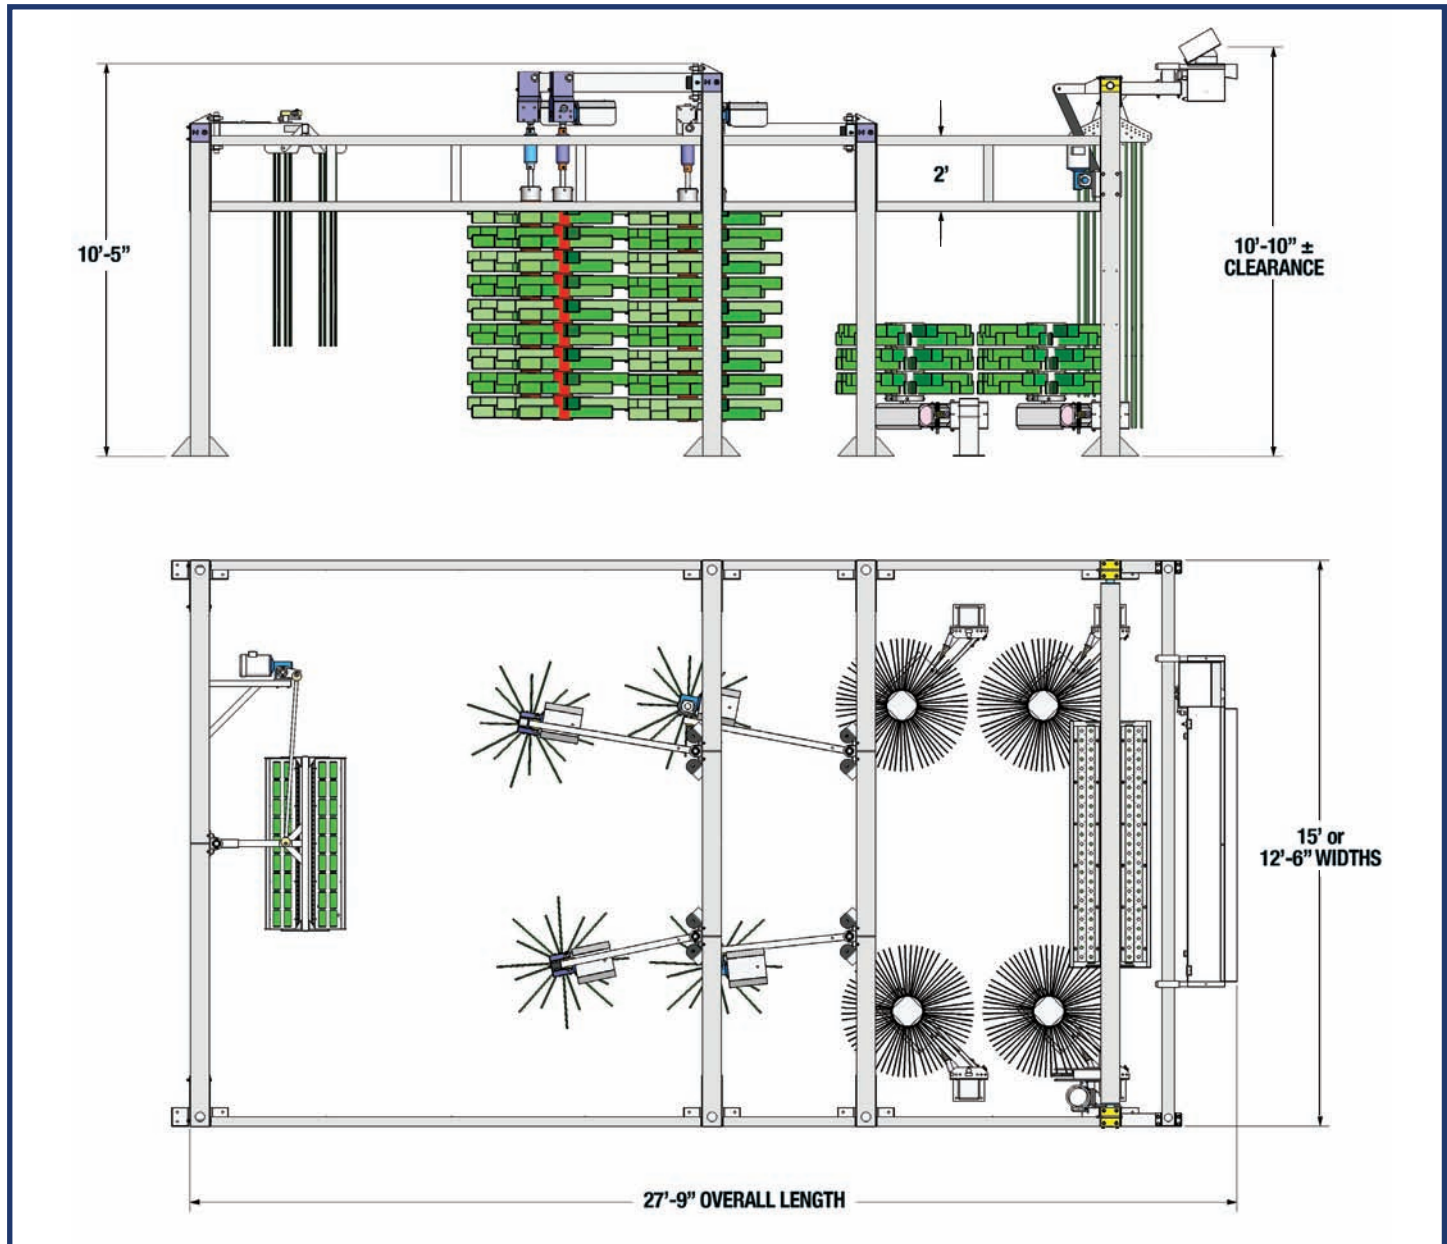 10'-5”
2'
10'-10” ±
CLEARANCE
15' or
12'-6” WIDTHS
27'-9” OVERALL LENGTH